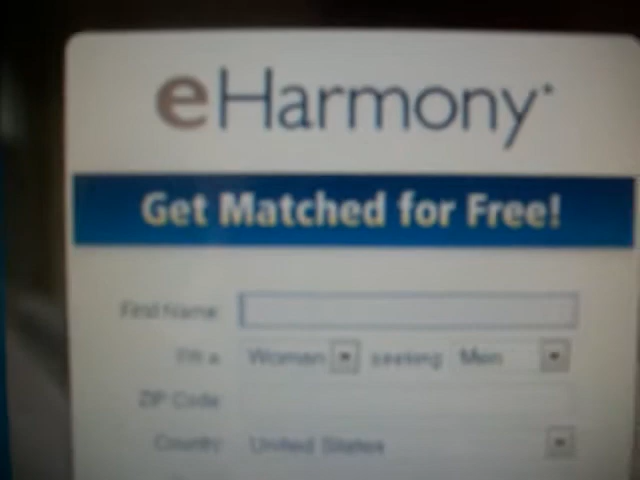 eHarmony
Get Matched for Free!
First Name
I'm a Woman seeking Men
ZIP Code
Country United States